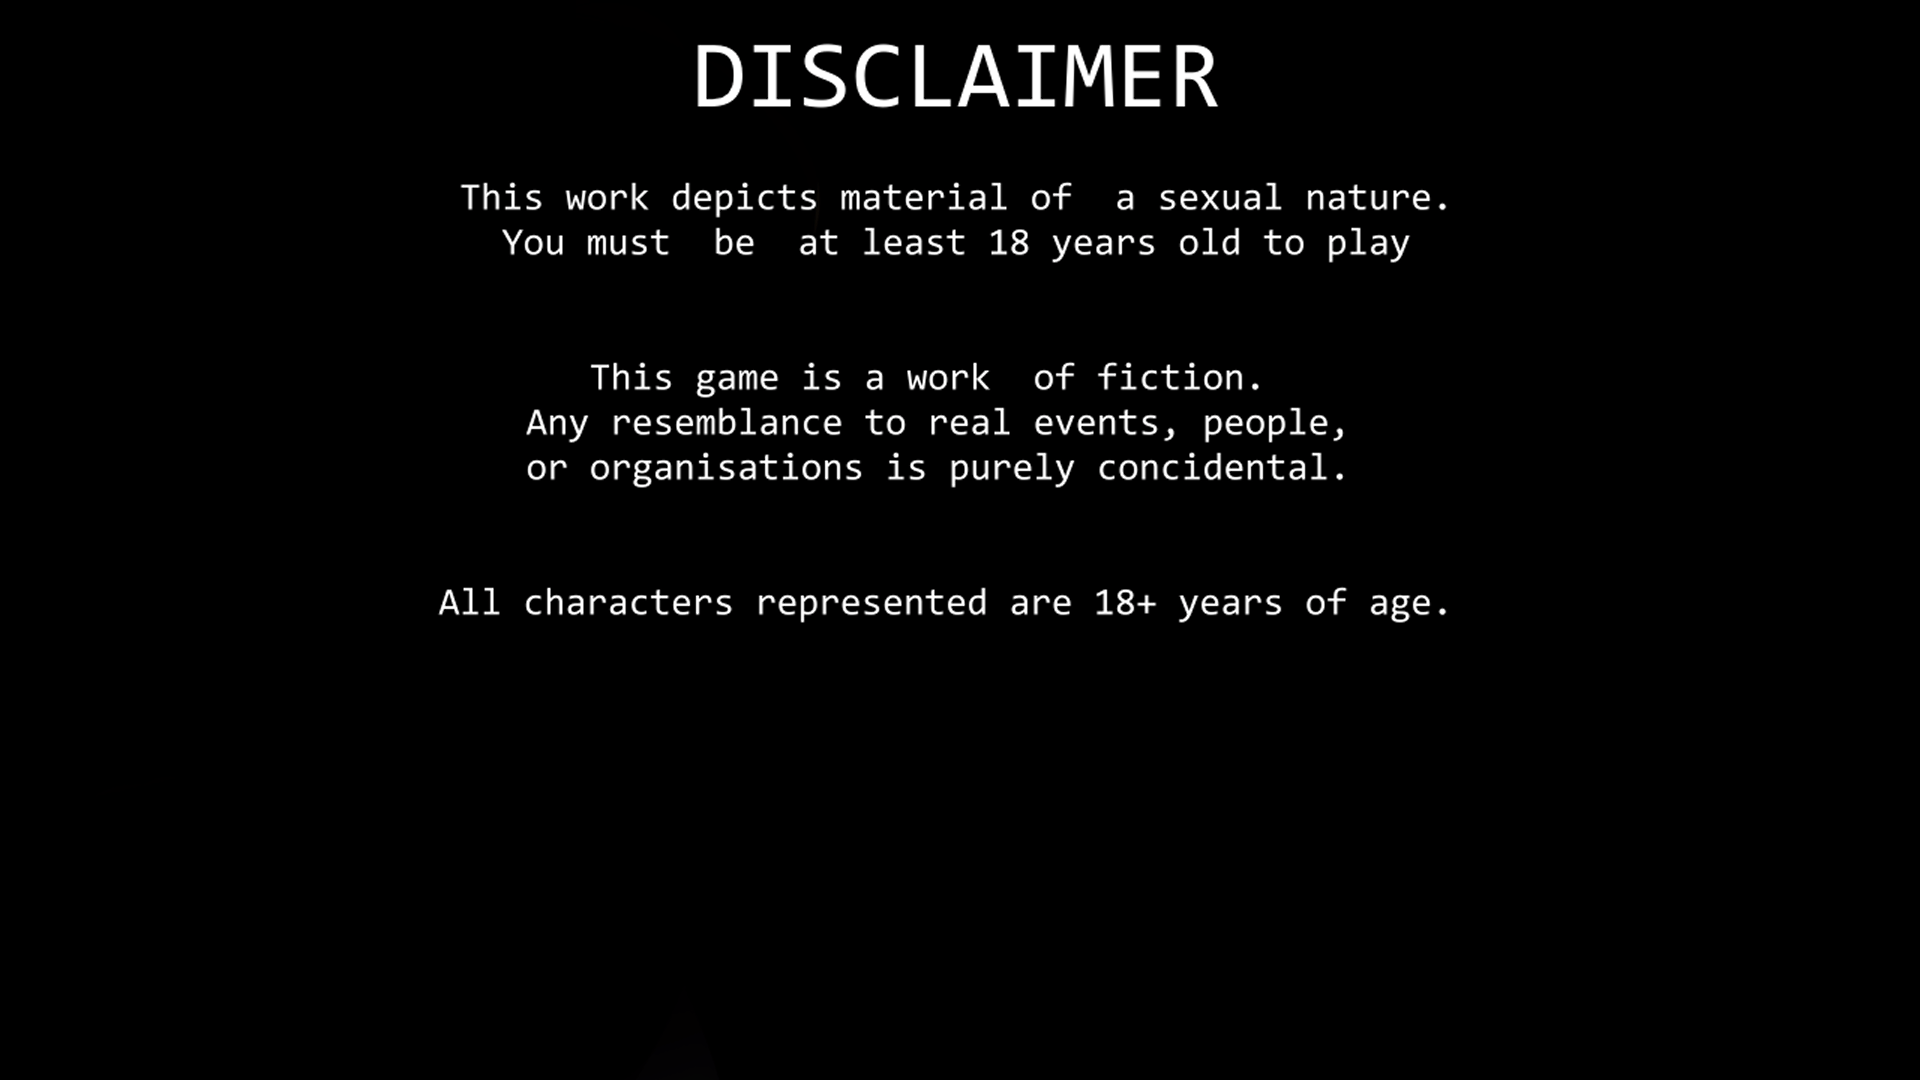 DISCLAIMER
This work depicts material of  a sexual nature.
You must  be  at least 18 years old to play
This game is a work  of fiction.
Any resemblance to real events, people,
or organisations is purely concidental.
All characters represented are 18+ years of age.